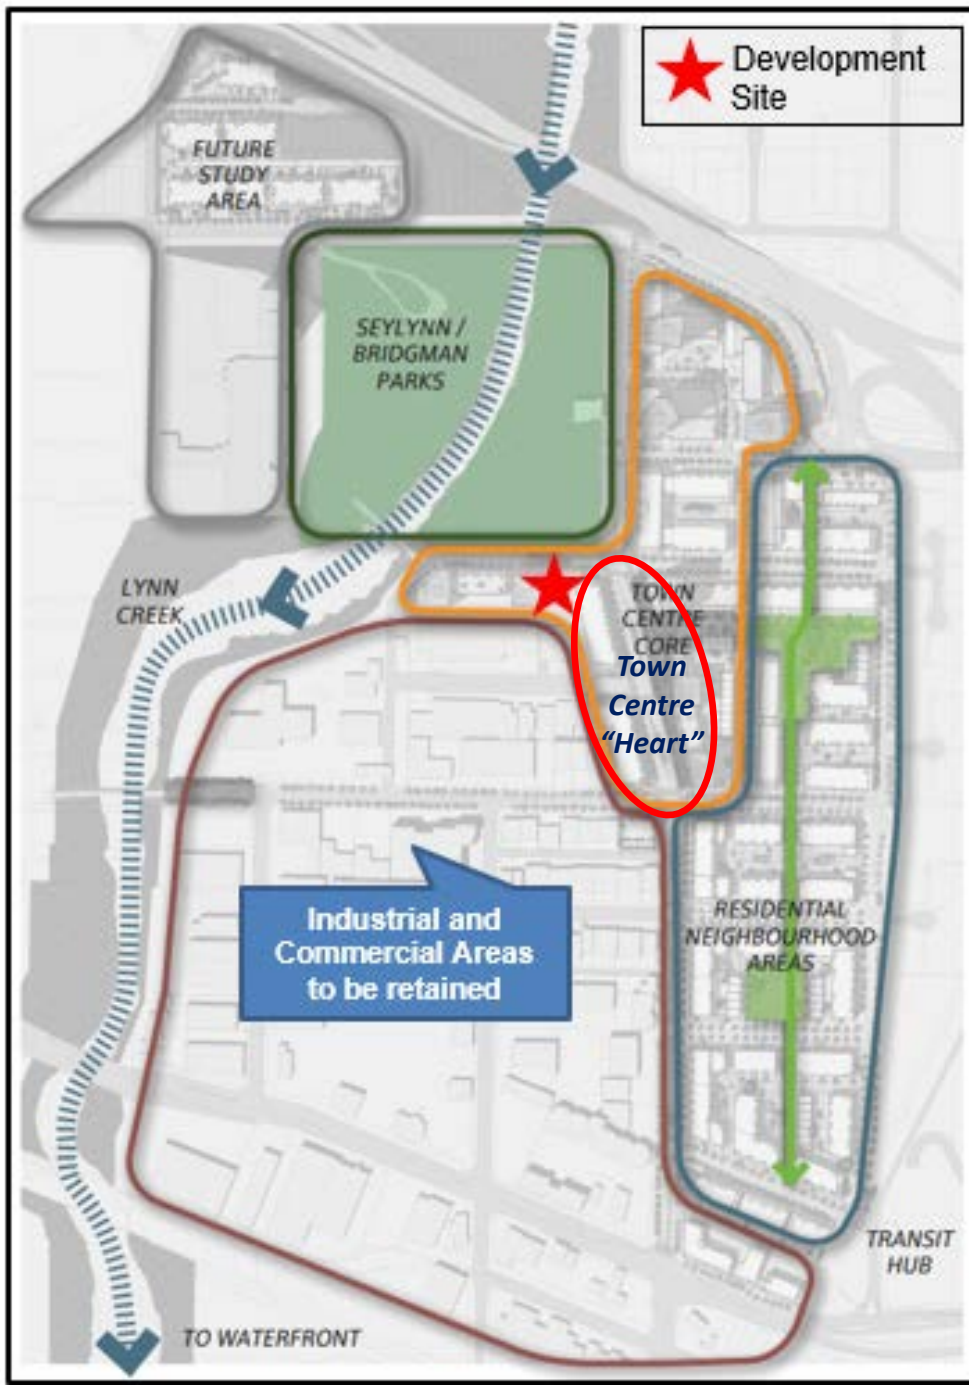 Development
Site
FUTURE
STUDY
AREA
SEYLYNN /
BRIDGMAN
PARKS
LYNN
CREEK
TOWN
CENTRE
CORE
Town
Centre
“Heart”
Industrial and
Commercial Areas
to be retained
RESIDENTIAL
NEIGHBOURHOOD
AREAS
TRANSIT
HUB
TO WATERFRONT